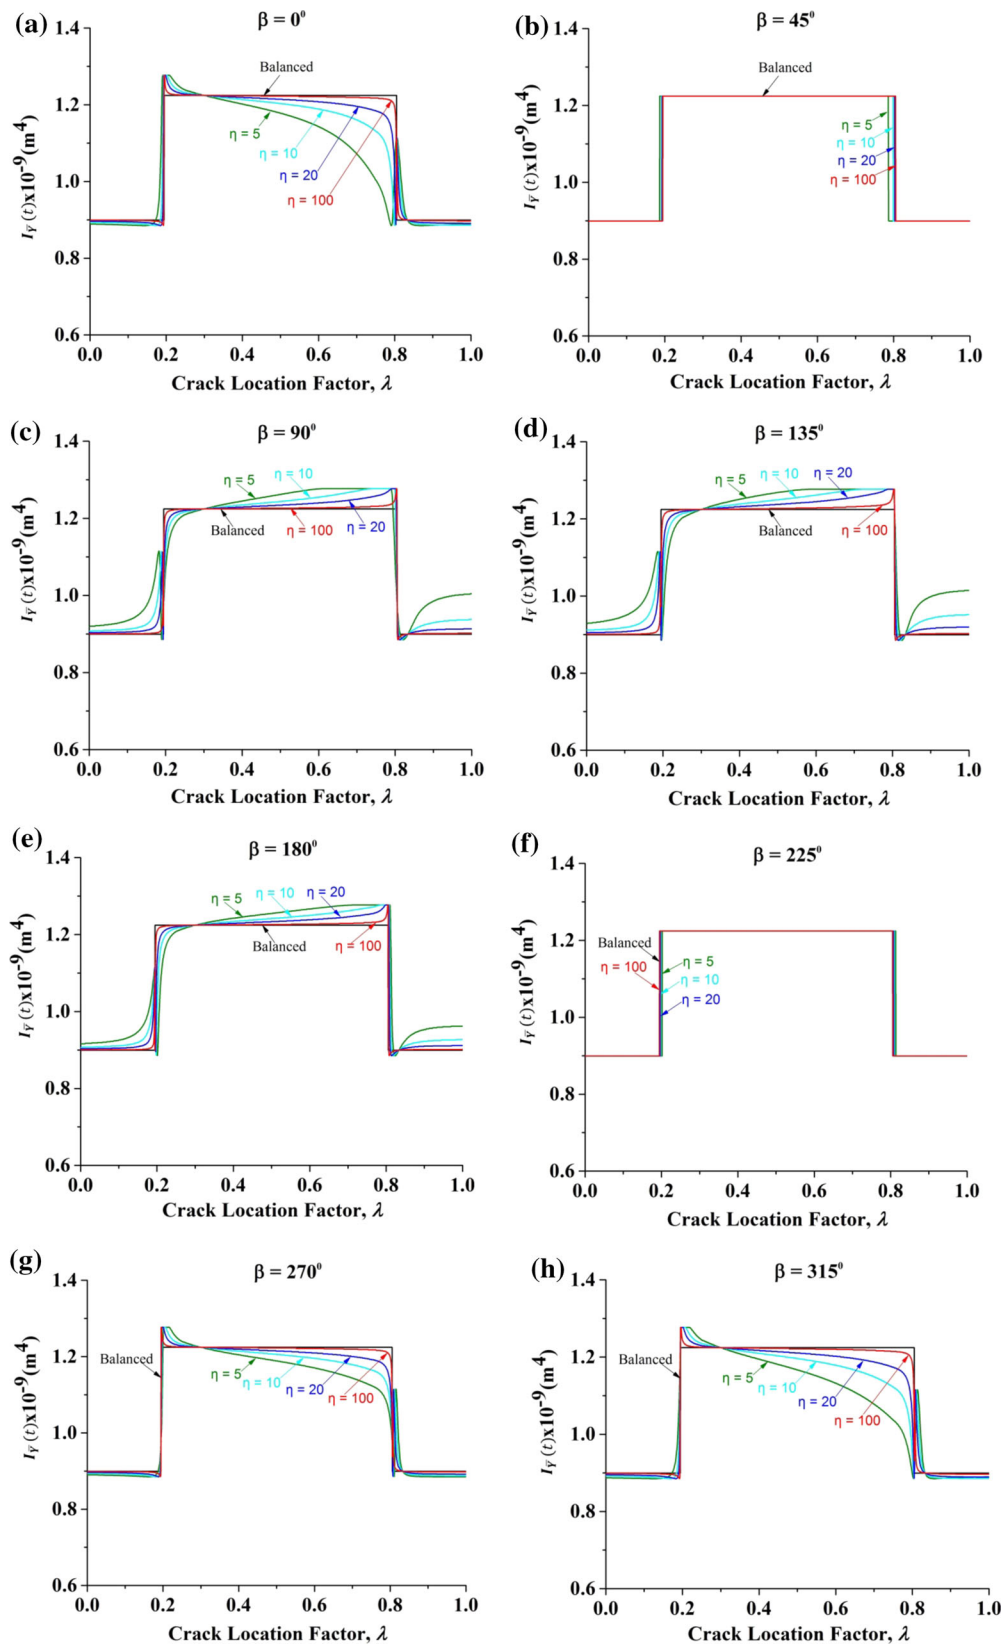 (a)
β = 0⁰
I_Ȳ(t)x10⁻⁹(m⁴)
1.4
1.2
1.0
0.8
0.6
Balanced
η = 5
η = 10
η = 20
η = 100
0.0 0.2 0.4 0.6 0.8 1.0
Crack Location Factor, λ
(b)
β = 45⁰
I_Ȳ(t)x10⁻⁹(m⁴)
1.4
1.2
1.0
0.8
0.6
Balanced
η = 5
η = 10
η = 20
η = 100
0.0 0.2 0.4 0.6 0.8 1.0
Crack Location Factor, λ
(c)
β = 90⁰
I_Ȳ(t)x10⁻⁹(m⁴)
1.4
1.2
1.0
0.8
0.6
η = 5
η = 10
η = 20
Balanced
η = 100
0.0 0.2 0.4 0.6 0.8 1.0
Crack Location Factor, λ
(d)
β = 135⁰
I_Ȳ(t)x10⁻⁹(m⁴)
1.4
1.2
1.0
0.8
0.6
η = 5
η = 10
η = 20
Balanced
η = 100
0.0 0.2 0.4 0.6 0.8 1.0
Crack Location Factor, λ
(e)
β = 180⁰
I_Ȳ(t)x10⁻⁹(m⁴)
1.4
1.2
1.0
0.8
0.6
η = 5
η = 10
η = 20
Balanced
η = 100
0.0 0.2 0.4 0.6 0.8 1.0
Crack Location Factor, λ
(f)
β = 225⁰
I_Ȳ(t)x10⁻⁹(m⁴)
1.4
1.2
1.0
0.8
0.6
Balanced
η = 100
η = 5
η = 10
η = 20
0.0 0.2 0.4 0.6 0.8 1.0
Crack Location Factor, λ
(g)
β = 270⁰
I_Ȳ(t)x10⁻⁹(m⁴)
1.4
1.2
1.0
0.8
0.6
Balanced
η = 5
η = 10
η = 20
η = 100
0.0 0.2 0.4 0.6 0.8 1.0
Crack Location Factor, λ
(h)
β = 315⁰
I_Ȳ(t)x10⁻⁹(m⁴)
1.4
1.2
1.0
0.8
0.6
Balanced
η = 5
η = 10
η = 20
η = 100
0.0 0.2 0.4 0.6 0.8 1.0
Crack Location Factor, λ